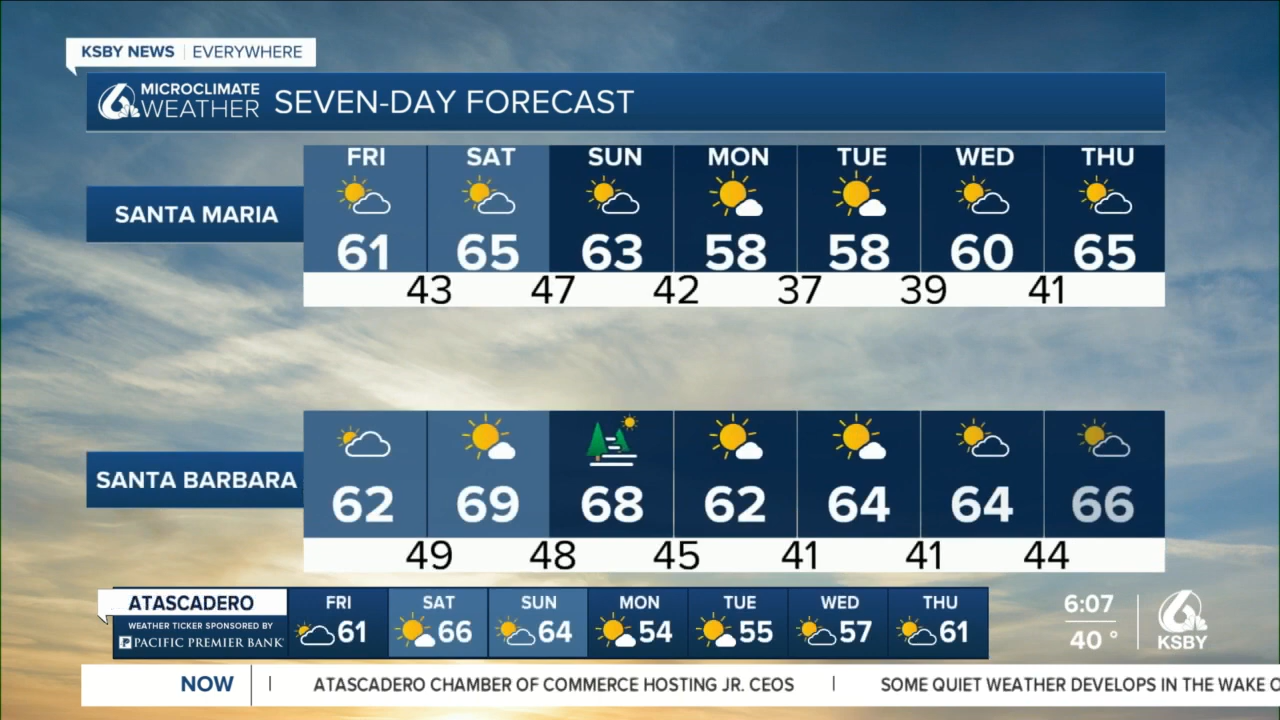 KSBY NEWS | EVERYWHERE
6 MICROCLIMATE WEATHER SEVEN-DAY FORECAST
FRI SAT SUN MON TUE WED THU
SANTA MARIA
61 65 63 58 58 60 65
43 47 42 37 39 41
SANTA BARBARA
62 69 68 62 64 64 66
49 48 45 41 41 44
ATASCADERO
WEATHER TICKER SPONSORED BY
PACIFIC PREMIER BANK
FRI SAT SUN MON TUE WED THU
61 66 64 54 55 57 61
6:07
40 °
6
KSBY
NOW | ATASCADERO CHAMBER OF COMMERCE HOSTING JR. CEOS | SOME QUIET WEATHER DEVELOPS IN THE WAKE